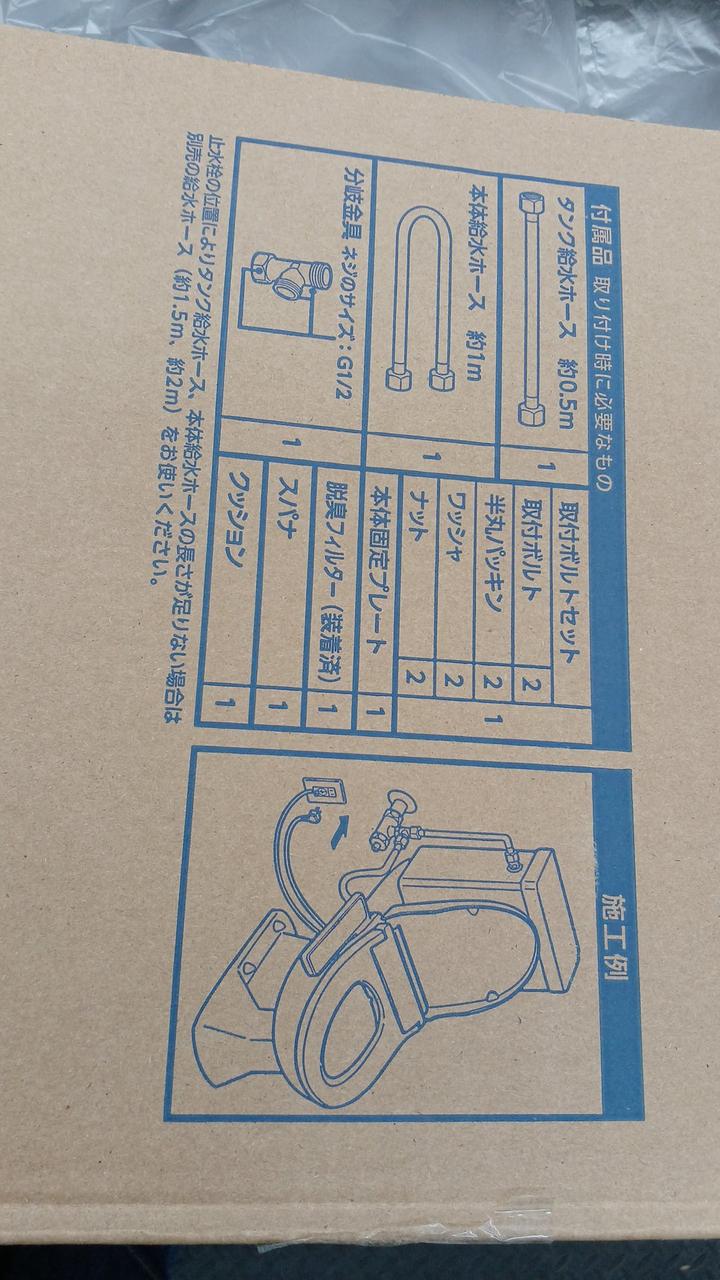 付属品 取り付け時に必要なもの
タンク給水ホース 約0.5m
1
本体給水ホース 約1m
1
分岐金具 ネジのサイズ：G1/2
1
取付ボルトセット
取付ボルト 2
半丸パッキン 2
ワッシャ 2
ナット 2
1
本体固定プレート 1
脱臭フィルター（装着済） 1
スパナ 1
クッション 1
止水栓の位置によりタンク給水ホース、本体給水ホースの長さが足りない場合は
別売の給水ホース（約1.5m、約2m）をお使いください。
施工例